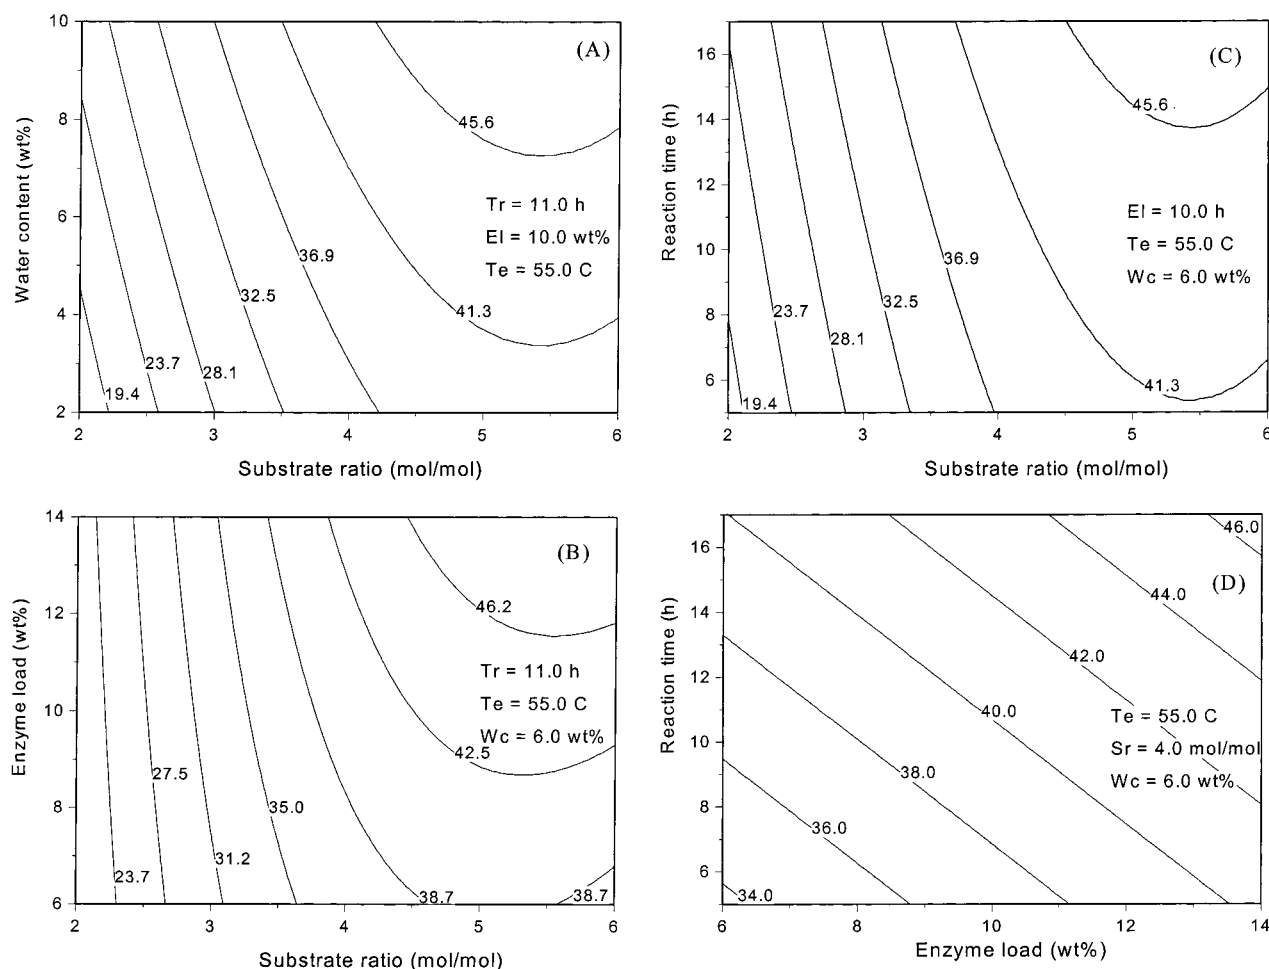 (A)
Water content (wt%)
10
8
6
4
2
45.6
Tr = 11.0 h
El = 10.0 wt%
Te = 55.0 C
36.9
32.5
41.3
23.7
28.1
19.4
2 3 4 5 6
Substrate ratio (mol/mol)
(C)
Reaction time (h)
16
14
12
10
8
6
45.6
El = 10.0 h
Te = 55.0 C
Wc = 6.0 wt%
36.9
32.5
23.7
28.1
41.3
19.4
2 3 4 5 6
Substrate ratio (mol/mol)
(B)
Enzyme load (wt%)
14
12
10
8
6
46.2
Tr = 11.0 h
Te = 55.0 C
Wc = 6.0 wt%
42.5
27.5
35.0
31.2
23.7
38.7
38.7
2 3 4 5 6
Substrate ratio (mol/mol)
(D)
Reaction time (h)
16
14
12
10
8
6
46.0
44.0
42.0
40.0
Te = 55.0 C
Sr = 4.0 mol/mol
Wc = 6.0 wt%
38.0
36.0
34.0
6 8 10 12 14
Enzyme load (wt%)